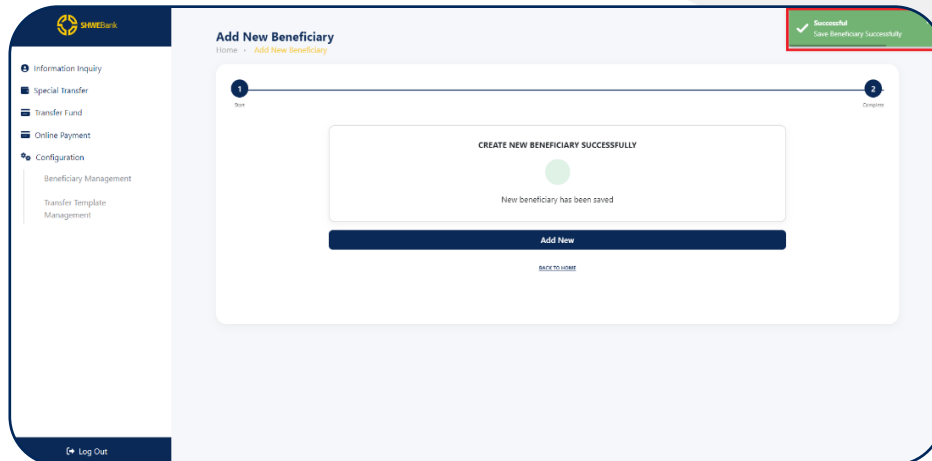 SHWEBank
Information Inquiry
Special Transfer
Transfer Fund
Online Payment
Configuration
Beneficiary Management
Transfer Template
Management
Log Out
Add New Beneficiary
Home › Add New Beneficiary
Successful
Save Beneficiary Successfully
1
2
Start
Complete
CREATE NEW BENEFICIARY SUCCESSFULLY
New beneficiary has been saved
Add New
BACK TO HOME